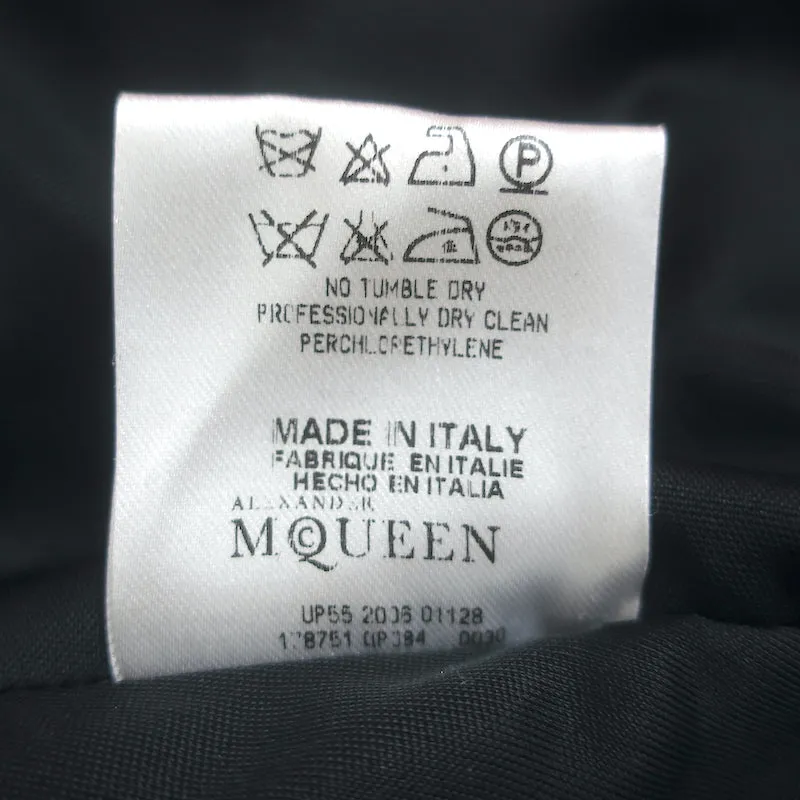 P
NO TUMBLE DRY
PROFESSIONALLY DRY CLEAN
PERCHLORETHYLENE
MADE IN ITALY
FABRIQUE EN ITALIE
HECHO EN ITALIA
ALEXANDER
McQUEEN
UP55 2006 01128